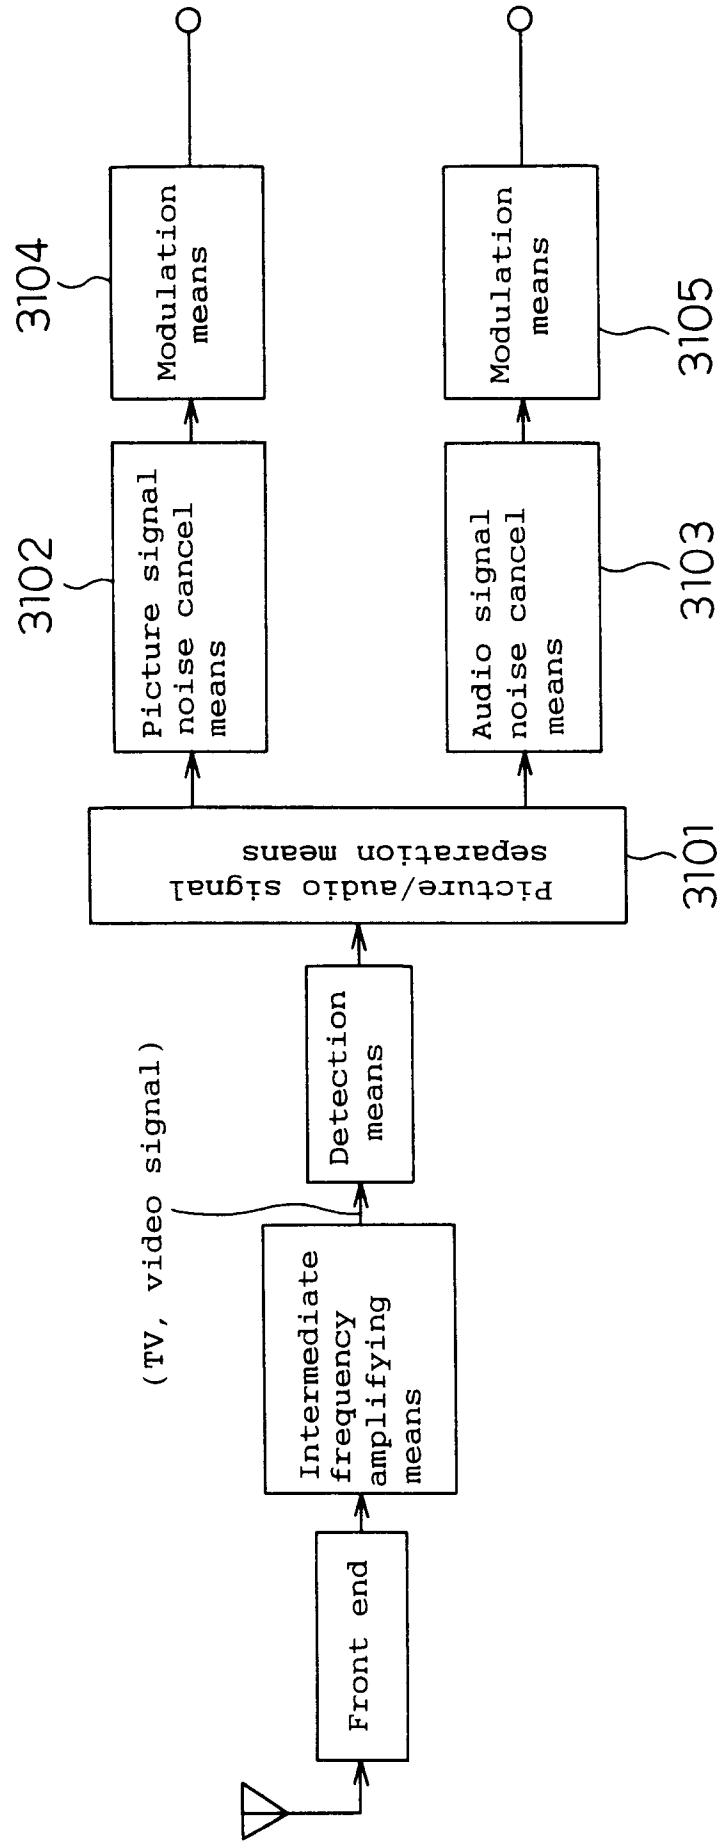 Front end
Intermediate
frequency
amplifying
means
(TV, video signal)
Detection
means
Picture/audio signal
separation means
3101
3102
Picture signal
noise cancel
means
3104
Modulation
means
Audio signal
noise cancel
means
3103
Modulation
means
3105